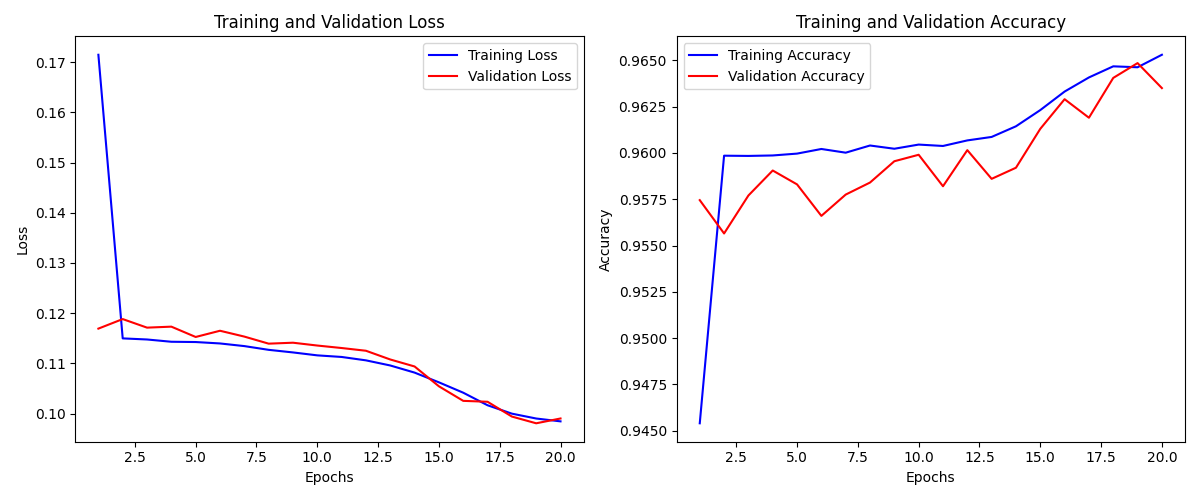 Training and Validation Loss
Training Loss
Validation Loss
0.17
0.16
0.15
0.14
0.13
0.12
0.11
0.10
Loss
2.5 5.0 7.5 10.0 12.5 15.0 17.5 20.0
Epochs
Training and Validation Accuracy
Training Accuracy
Validation Accuracy
0.9650
0.9625
0.9600
0.9575
0.9550
0.9525
0.9500
0.9475
0.9450
Accuracy
2.5 5.0 7.5 10.0 12.5 15.0 17.5 20.0
Epochs